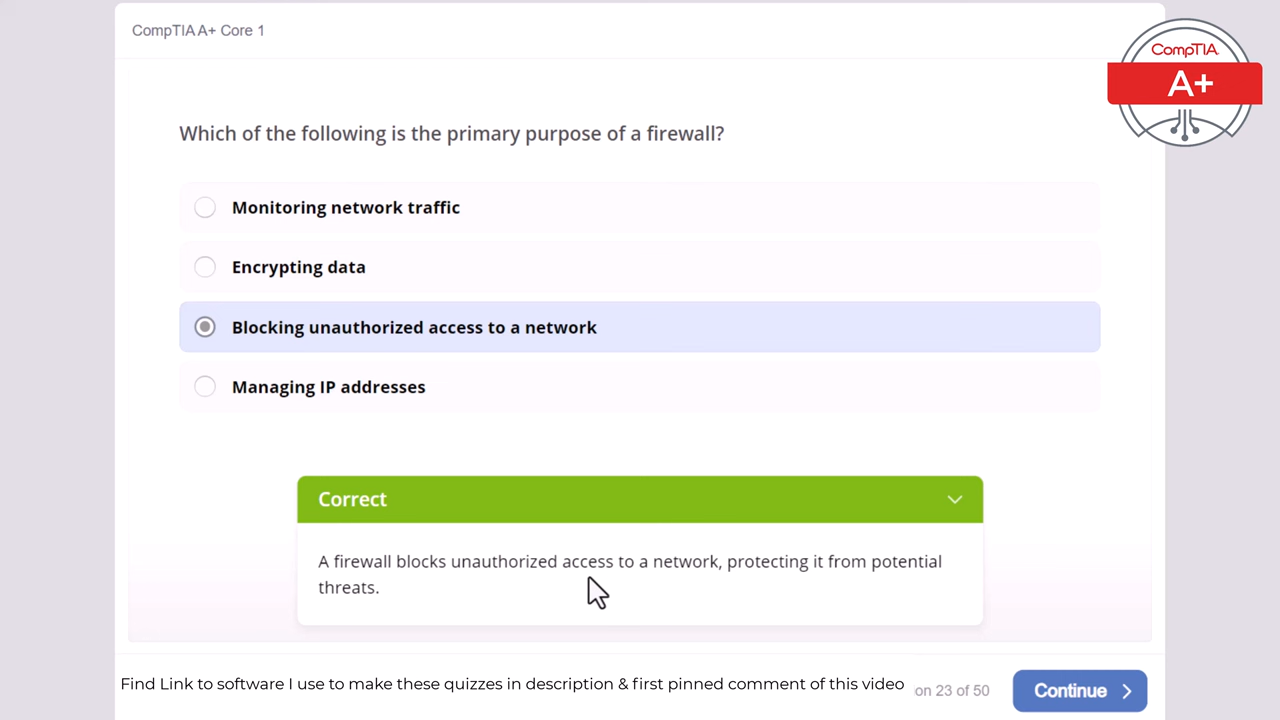 CompTIA A+ Core 1
CompTIA.
A+
Which of the following is the primary purpose of a firewall?
Monitoring network traffic
Encrypting data
Blocking unauthorized access to a network
Managing IP addresses
Correct
A firewall blocks unauthorized access to a network, protecting it from potential
threats.
Find Link to software I use to make these quizzes in description & first pinned comment of this video
on 23 of 50
Continue